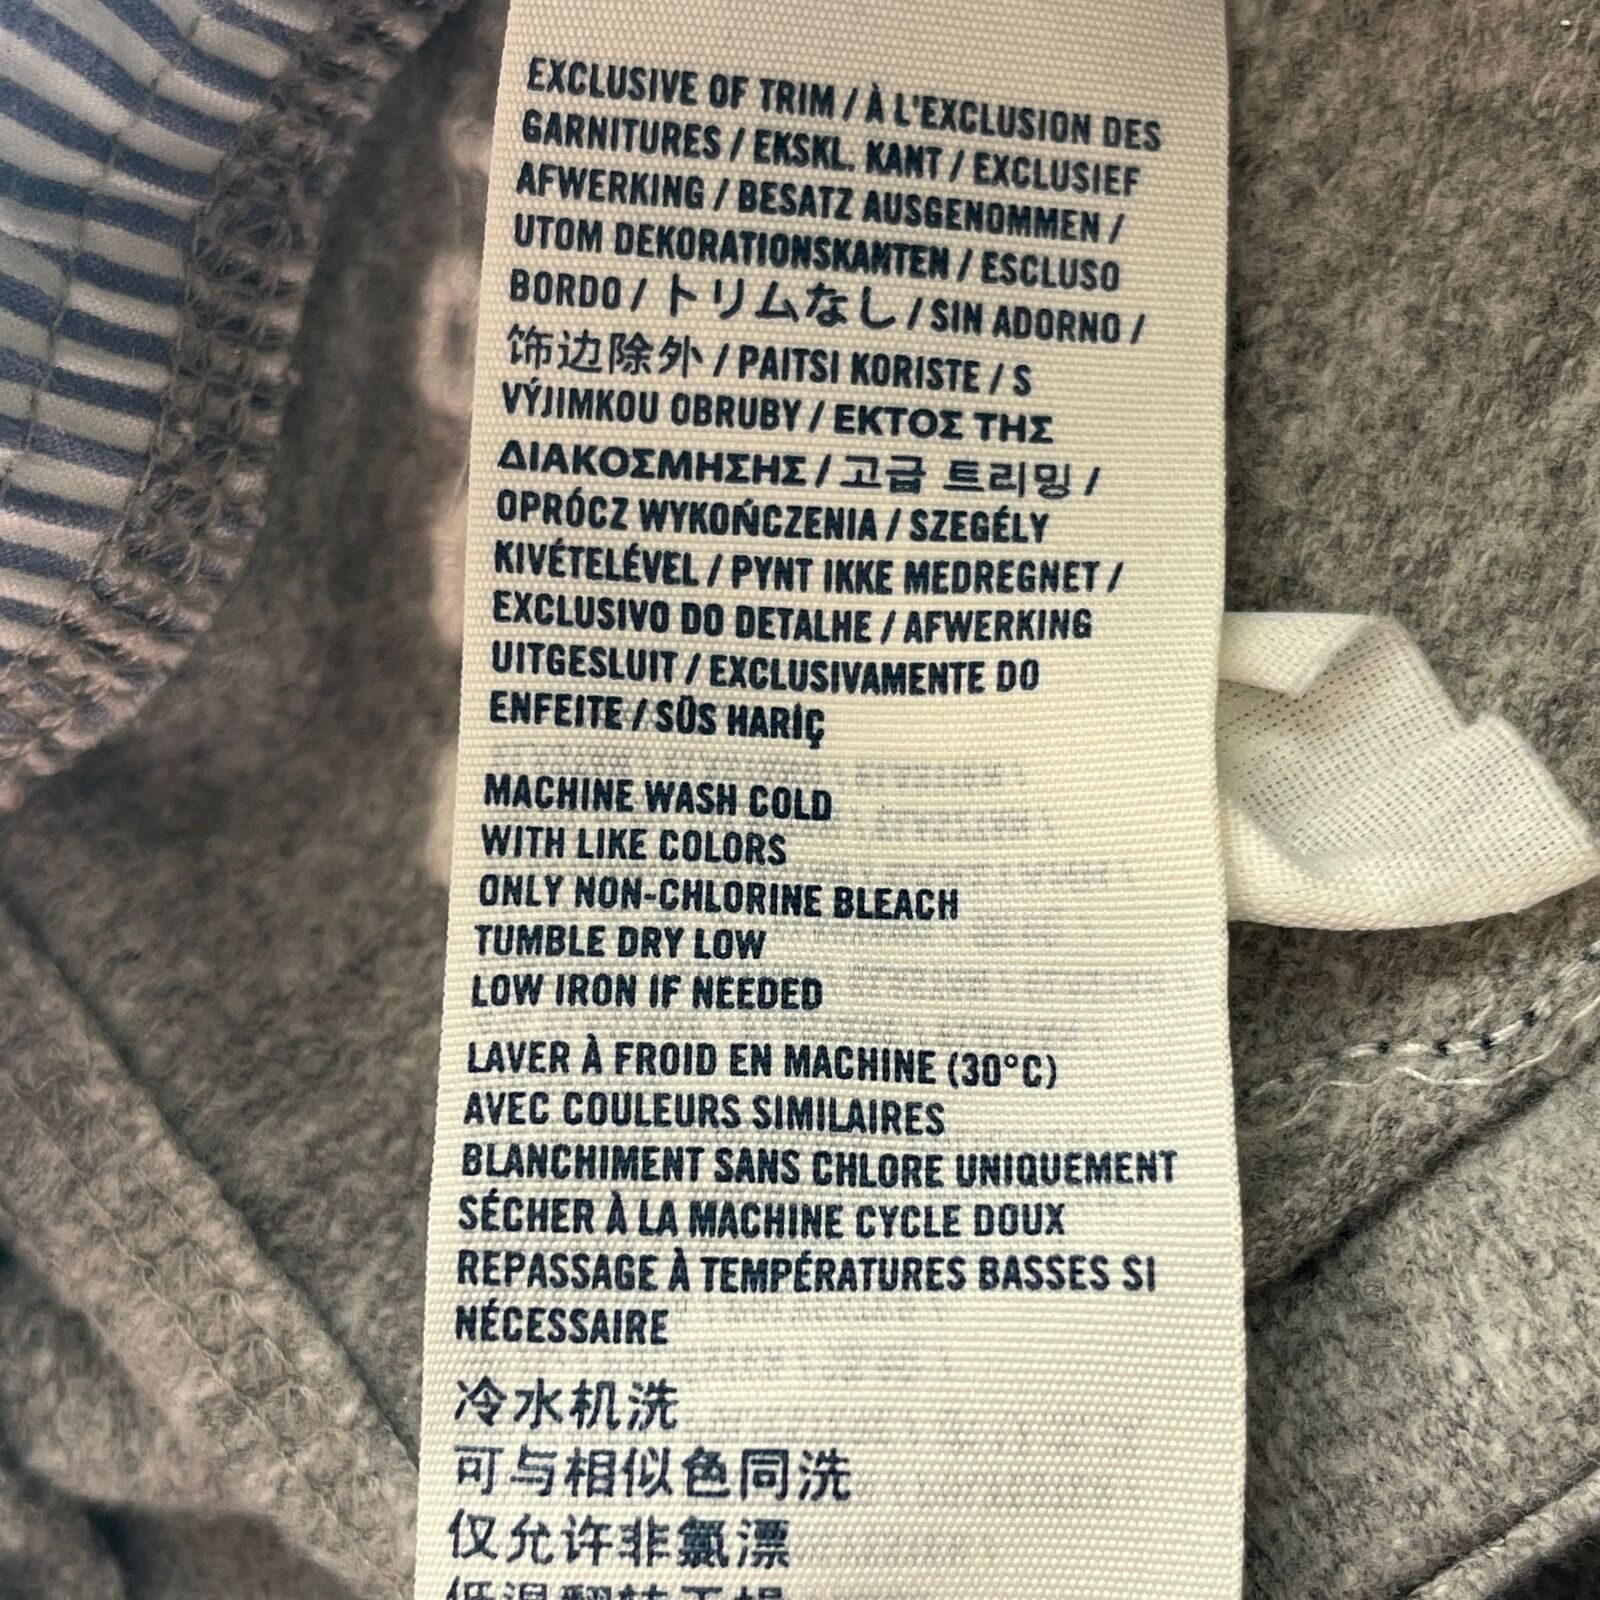 EXCLUSIVE OF TRIM / À L'EXCLUSION DES
GARNITURES / EKSKL. KANT / EXCLUSIEF
AFWERKING / BESATZ AUSGENOMMEN /
UTOM DEKORATIONSKANTEN / ESCLUSO
BORDO / トリムなし / SIN ADORNO /
饰边除外 / PAITSI KORISTE / S
VÝJIMKOU OBRUBY / ΕΚΤΟΣ ΤΗΣ
ΔΙΑΚΟΣΜΗΣΗΣ / 고급 트리밍 /
OPRÓCZ WYKOŃCZENIA / SZEGÉLY
KIVÉTELÉVEL / PYNT IKKE MEDREGNET /
EXCLUSIVO DO DETALHE / AFWERKING
UITGESLUIT / EXCLUSIVAMENTE DO
ENFEITE / SÜS HARİÇ
MACHINE WASH COLD
WITH LIKE COLORS
ONLY NON-CHLORINE BLEACH
TUMBLE DRY LOW
LOW IRON IF NEEDED
LAVER À FROID EN MACHINE (30°C)
AVEC COULEURS SIMILAIRES
BLANCHIMENT SANS CHLORE UNIQUEMENT
SÉCHER À LA MACHINE CYCLE DOUX
REPASSAGE À TEMPÉRATURES BASSES SI
NÉCESSAIRE
冷水机洗
可与相似色同洗
仅允许非氯漂